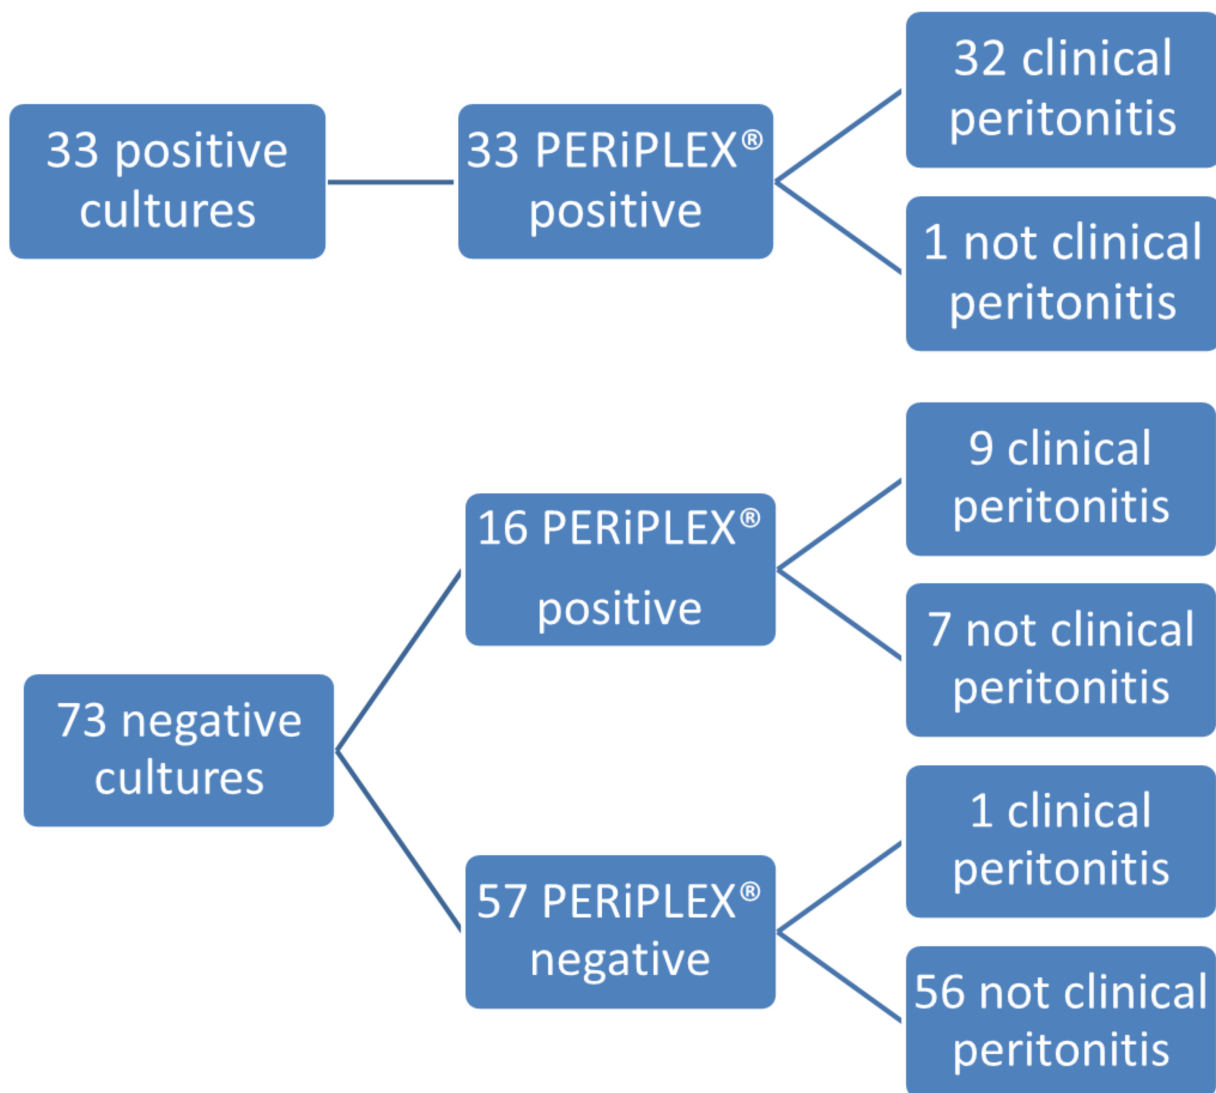 33 positive
cultures
33 PERiPLEX®
positive
32 clinical
peritonitis
1 not clinical
peritonitis
73 negative
cultures
16 PERiPLEX®
positive
9 clinical
peritonitis
7 not clinical
peritonitis
57 PERiPLEX®
negative
1 clinical
peritonitis
56 not clinical
peritonitis